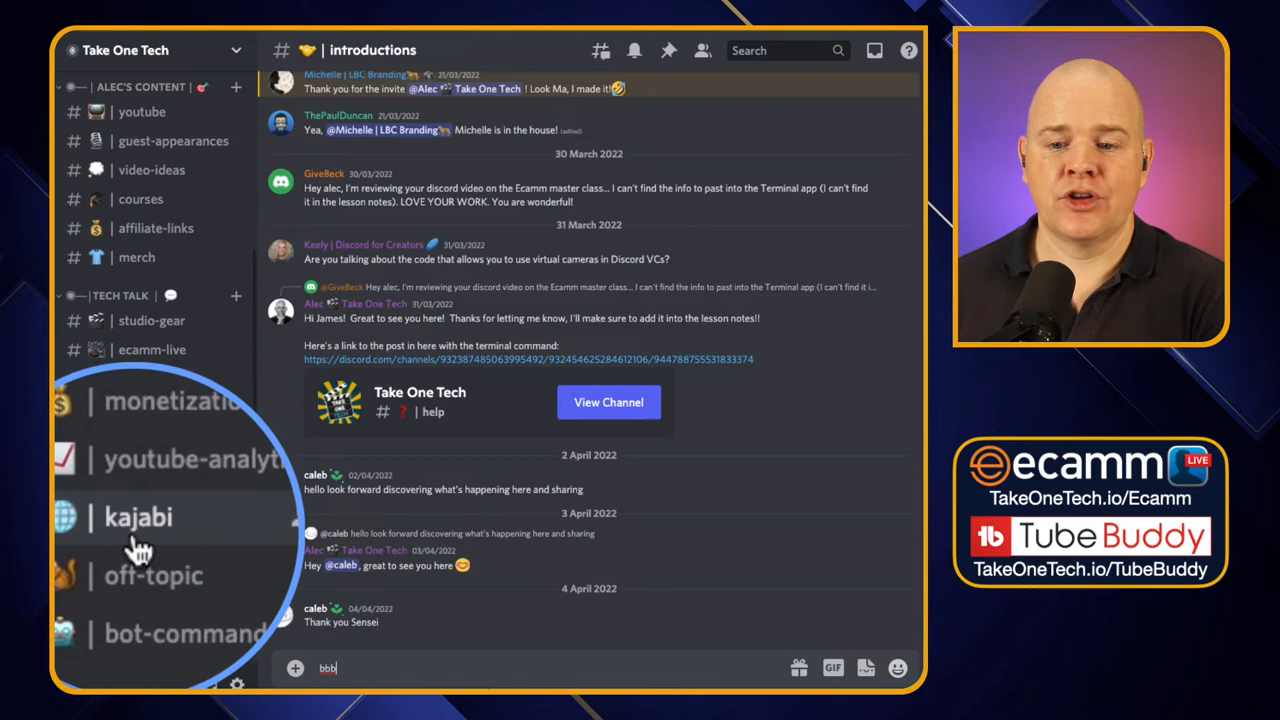 Take One Tech
| ALEC'S CONTENT |
| youtube
| guest-appearances
| video-ideas
| courses
| affiliate-links
| merch
| TECH TALK |
| studio-gear
| ecamm-live
| monetizatio
| youtube-analyt
| kajabi
| off-topic
| bot-command
# | introductions
Search
Michelle | LBC Branding 21/03/2022
Thank you for the invite @Alec Take One Tech ! Look Ma, I made it!
ThePaulDuncan 21/03/2022
Yea, @Michelle | LBC Branding Michelle is in the house! (edited)
30 March 2022
GiveBeck 30/03/2022
Hey alec, I'm reviewing your discord video on the Ecamm master class... I can't find the info to past into the Terminal app (I can't find
it in the lesson notes). LOVE YOUR WORK. You are wonderful!
31 March 2022
Keely | Discord for Creators 31/03/2022
Are you talking about the code that allows you to use virtual cameras in Discord VCs?
@GiveBeck Hey alec, I'm reviewing your discord video on the Ecamm master class... I can't find the info to past into the Terminal app (I can't find it i...
Alec Take One Tech 31/03/2022
Hi James! Great to see you here! Thanks for letting me know, I'll make sure to add it into the lesson notes!!
Here's a link to the post in here with the terminal command:
https://discord.com/channels/932387485063995492/932454625284612106/944788755531833374
TAKE ONE TECH
Take One Tech
# | help
View Channel
2 April 2022
caleb 02/04/2022
hello look forward discovering what's happening here and sharing
3 April 2022
@caleb hello look forward discovering what's happening here and sharing
Alec Take One Tech 03/04/2022
Hey @caleb, great to see you here
4 April 2022
caleb 04/04/2022
Thank you Sensei
bbb
GIF
ecamm LIVE
TakeOneTech.io/Ecamm
tb TubeBuddy
TakeOneTech.io/TubeBuddy